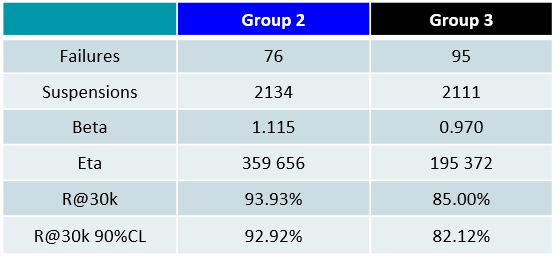 Group 2 Group 3
Failures 76 95
Suspensions 2134 2111
Beta 1.115 0.970
Eta 359 656 195 372
R@30k 93.93% 85.00%
R@30k 90%CL 92.92% 82.12%